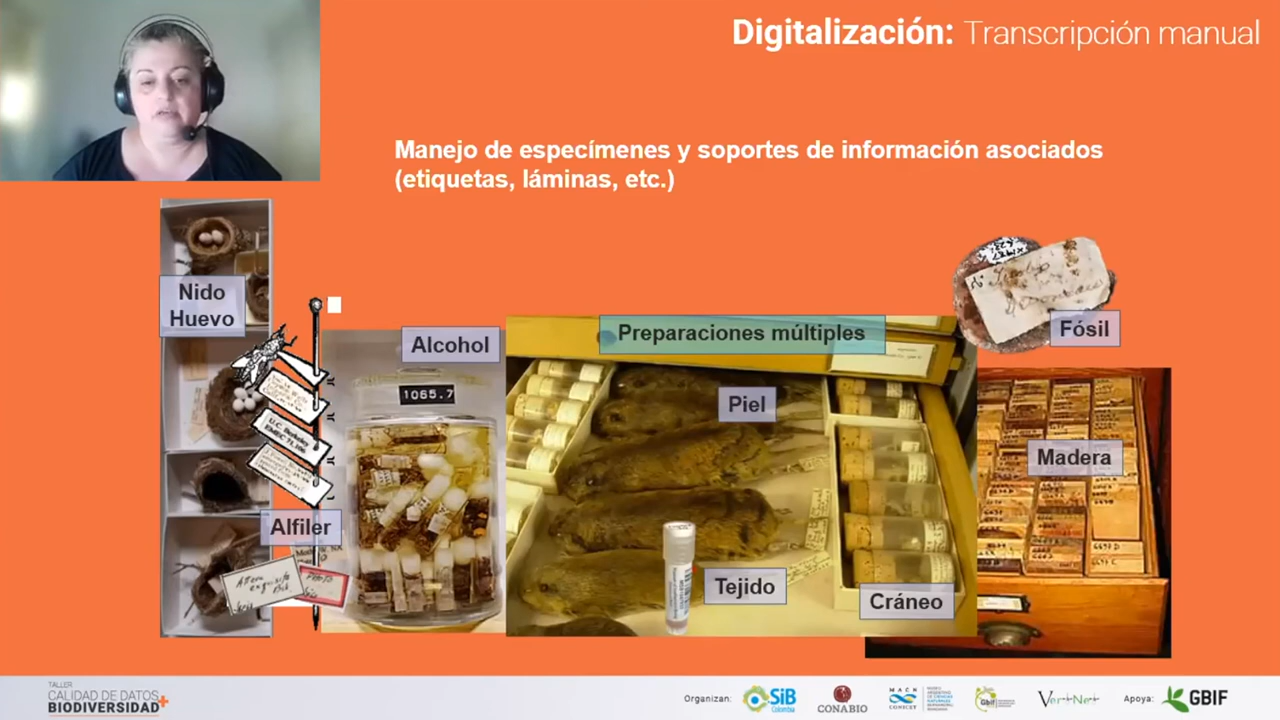 Digitalización: Transcripción manual
Manejo de especímenes y soportes de información asociados
(etiquetas, láminas, etc.)
Nido
Huevo
Alcohol
1065.7
Preparaciones múltiples
Fósil
Piel
Madera
U.C. Berkeley
Alfiler
Tejido
Cráneo
TALLER
CALIDAD DE DATOS
BIODIVERSIDAD+
Organizan:
SiB
Colombia
CONABIO
MACN
CONICET
Gbif
VertNet
Apoya:
GBIF